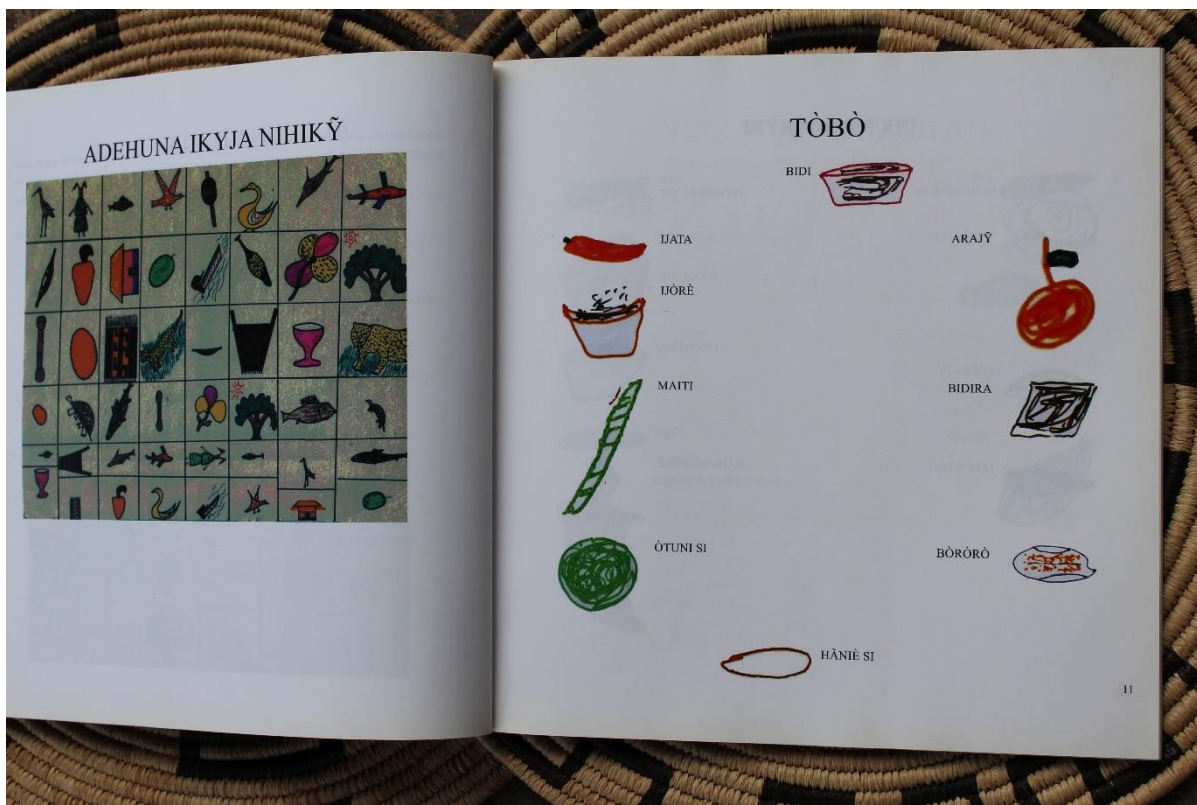 ADEHUNA IKYJA NIHIKỸ
TÒBÒ
BIDI
IJATA
ARAJỸ
IJÒRÈ
MAITI
BIDIRA
ÒTUNI SI
BÒRÒRÒ
HÃNIÈ SI
11